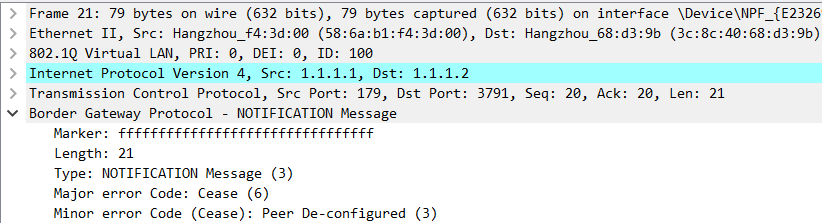 Frame 21: 79 bytes on wire (632 bits), 79 bytes captured (632 bits) on interface \Device\NPF_{E2326
Ethernet II, Src: Hangzhou_f4:3d:00 (58:6a:b1:f4:3d:00), Dst: Hangzhou_68:d3:9b (3c:8c:40:68:d3:9b)
802.1Q Virtual LAN, PRI: 0, DEI: 0, ID: 100
Internet Protocol Version 4, Src: 1.1.1.1, Dst: 1.1.1.2
Transmission Control Protocol, Src Port: 179, Dst Port: 3791, Seq: 20, Ack: 20, Len: 21
Border Gateway Protocol - NOTIFICATION Message
Marker: ffffffffffffffffffffffffffffffff
Length: 21
Type: NOTIFICATION Message (3)
Major error Code: Cease (6)
Minor error Code (Cease): Peer De-configured (3)